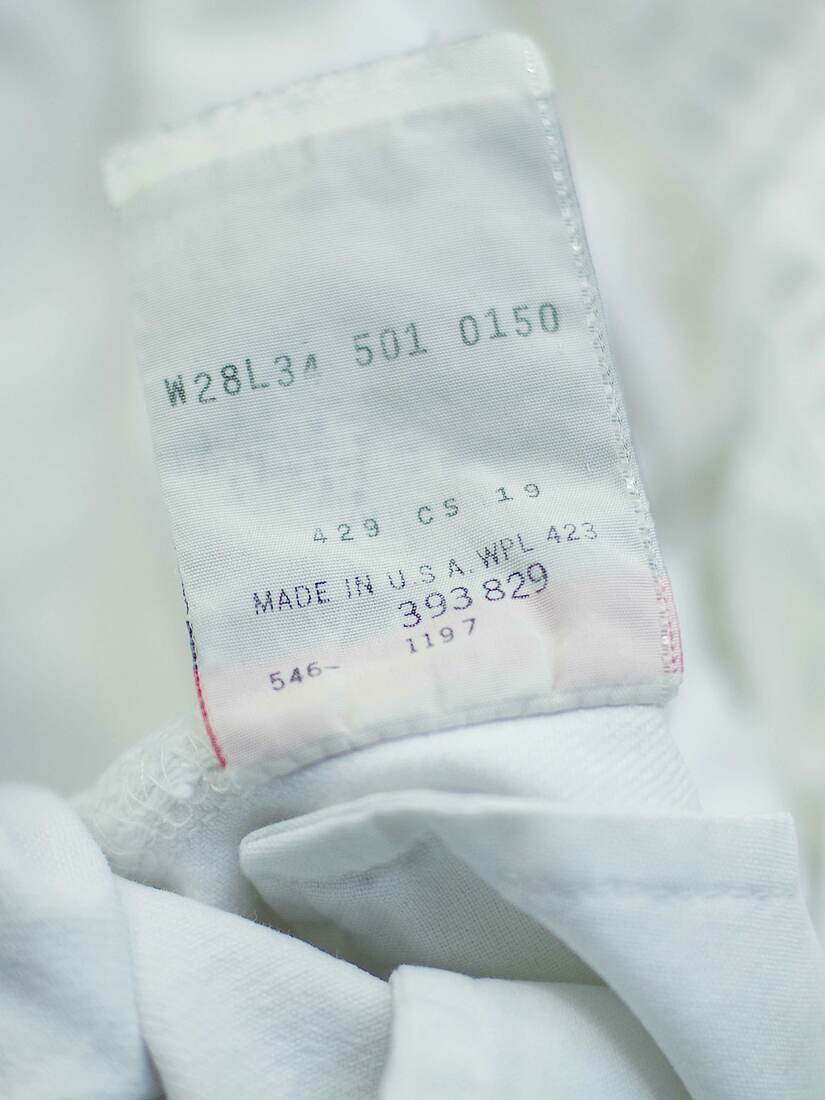 W28L34 501 0150
429 CS 19
MADE IN U.S.A. WPL 423
393829
546- 1197